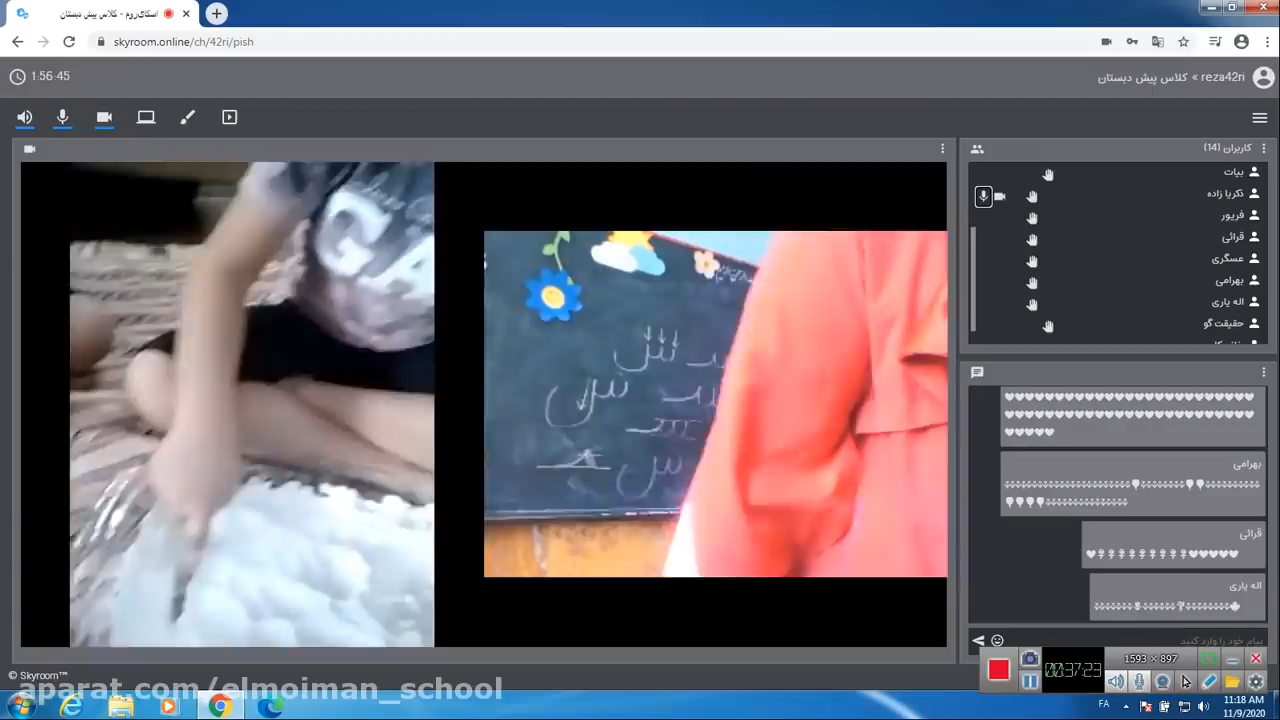 اسکای‌روم - کلاس پیش دبستان
skyroom.online/ch/42ri/pish
1:56:45
reza42ri » کلاس پیش دبستان
کاربران (14)
بیات
ذکریا زاده
فریور
قرائی
عسگری
بهرامی
اله یاری
حقیقت گو
بهرامی
قرائی
اله یاری
پیام خود را وارد کنید
© Skyroom™
1593 × 897
00:37:23
aparat.com/elmoiman_school
FA
11:18 AM
11/9/2020